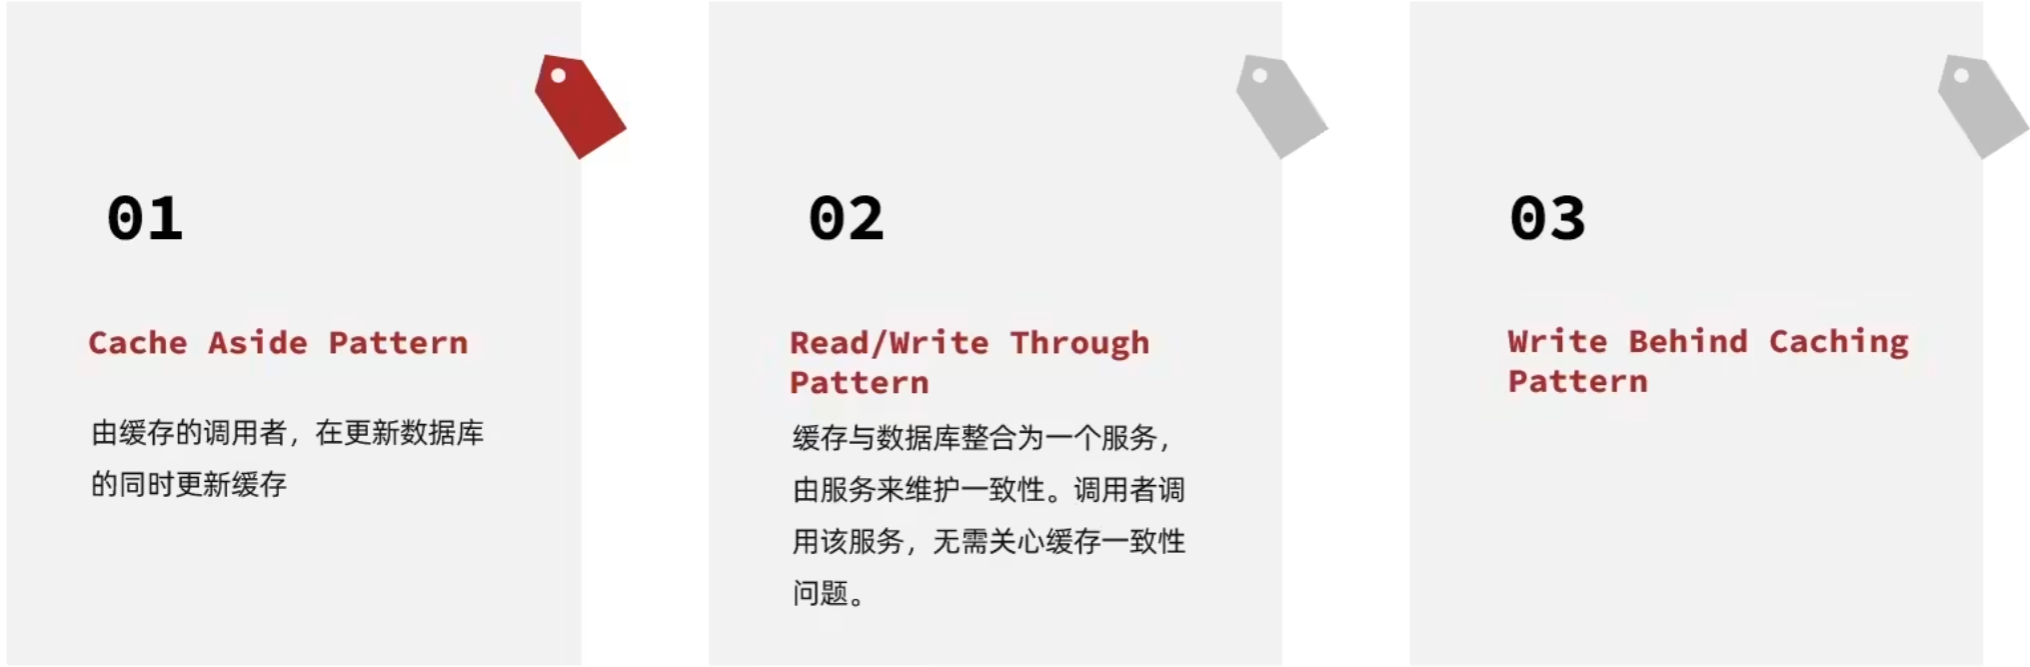 01
Cache Aside Pattern
由缓存的调用者，在更新数据库
的同时更新缓存
02
Read/Write Through
Pattern
缓存与数据库整合为一个服务，
由服务来维护一致性。调用者调
用该服务，无需关心缓存一致性
问题。
03
Write Behind Caching
Pattern